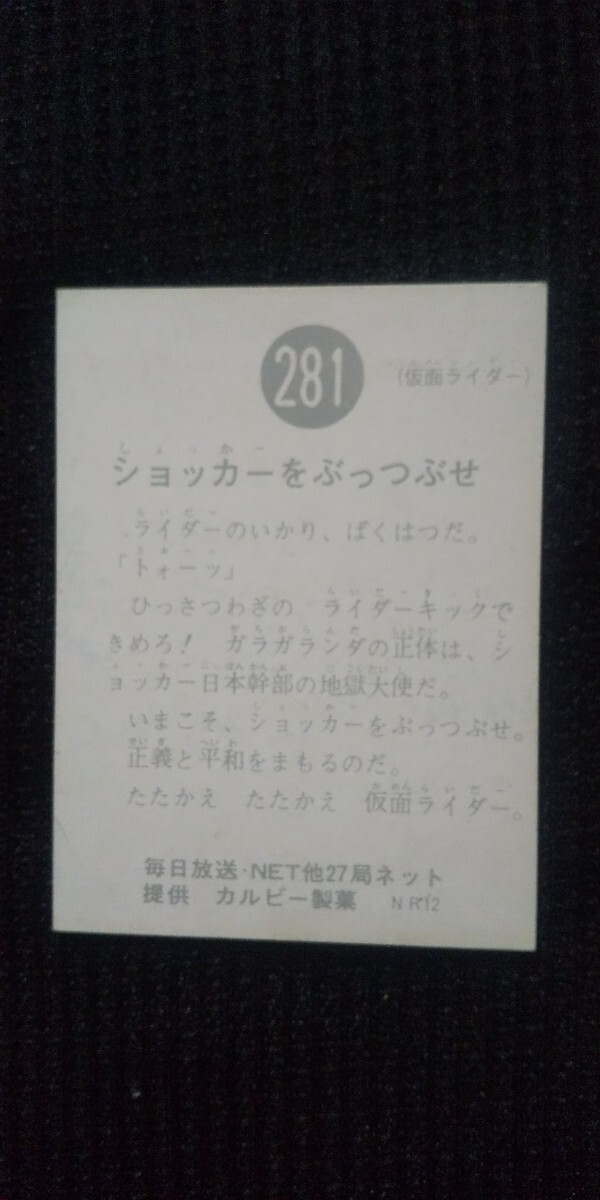 281
(仮面ライダー)
ショッカーをぶっつぶせ
ライダーのいかり、ばくはつだ。
「トォーッ」
ひっさつわざの ライダーキックで
きめろ! ガラガランダの正体は、シ
ョッカー日本幹部の地獄大使だ。
いまこそ、ショッカーをぶっつぶせ。
正義と平和をまもるのだ。
たたかえ たたかえ 仮面ライダー。
毎日放送・NET他27局ネット
提供 カルビー製菓 NR12